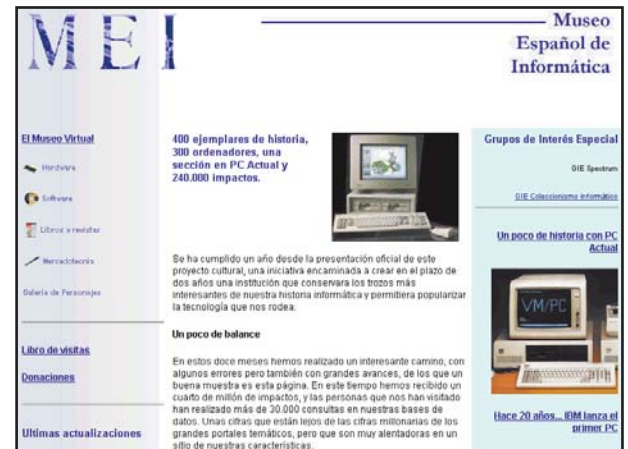 MEI
Museo
Español de
Informática
El Museo Virtual
Hardware
Software
Libros y revistas
Mercadotecnia
Galería de Personajes
Libro de visitas
Donaciones
Ultimas actualizaciones
400 ejemplares de historia,
300 ordenadores, una
sección en PC Actual y
240.000 impactos.
Se ha cumplido un año desde la presentación oficial de este
proyecto cultural, una iniciativa encaminada a crear en el plazo de
dos años una institución que conservara los trozos más
interesantes de nuestra historia informática y permitiera popularizar
la tecnología que nos rodea.
Un poco de balance
En estos doce meses hemos realizado un interesante camino, con
algunos errores pero también con grandes avances, de los que un
buena muestra es esta página. En este tiempo hemos recibido un
cuarto de millón de impactos, y las personas que nos han visitado
han realizado más de 30.000 consultas en nuestras bases de
datos. Unas cifras que están lejos de las cifras millonarias de los
grandes portales temáticos, pero que son muy alentadoras en un
sitio de nuestras características.
Grupos de Interés Especial
GIE Spectrum
GIE Coleccionismo informático
Un poco de historia con PC
Actual
VM/PC
Hace 20 años... IBM lanza el
primer PC